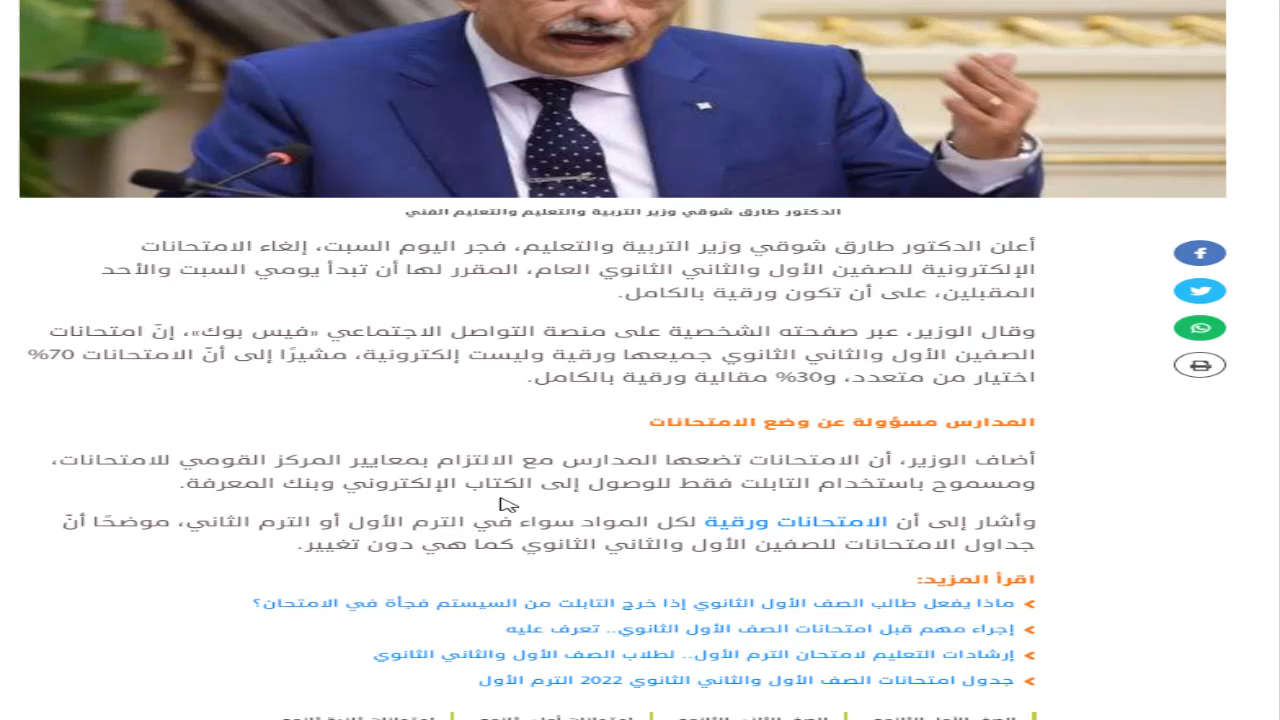 الدكتور طارق شوقي وزير التربية والتعليم والتعليم الفني
أعلن الدكتور طارق شوقي وزير التربية والتعليم، فجر اليوم السبت، إلغاء الامتحانات
الإلكترونية للصفين الأول والثاني الثانوي العام، المقرر لها أن تبدأ يومي السبت والأحد
المقبلين، على أن تكون ورقية بالكامل.
وقال الوزير، عبر صفحته الشخصية على منصة التواصل الاجتماعي «فيس بوك»، إنّ امتحانات
الصفين الأول والثاني الثانوي جميعها ورقية وليست إلكترونية، مشيرًا إلى أنّ الامتحانات 70%
اختيار من متعدد، و30% مقالية ورقية بالكامل.
المدارس مسؤولة عن وضع الامتحانات
أضاف الوزير، أن الامتحانات تضعها المدارس مع الالتزام بمعايير المركز القومي للامتحانات،
ومسموح باستخدام التابلت فقط للوصول إلى الكتاب الإلكتروني وبنك المعرفة.
وأشار إلى أن الامتحانات ورقية لكل المواد سواء في الترم الأول أو الترم الثاني، موضحًا أنّ
جداول الامتحانات للصفين الأول والثاني الثانوي كما هي دون تغيير.
اقرأ المزيد:
ماذا يفعل طالب الصف الأول الثانوي إذا خرج التابلت من السيستم فجأة في الامتحان؟
إجراء مهم قبل امتحانات الصف الأول الثانوي.. تعرف عليه
إرشادات التعليم لامتحان الترم الأول.. لطلاب الصف الأول والثاني الثانوي
جدول امتحانات الصف الأول والثاني الثانوي 2022 الترم الأول